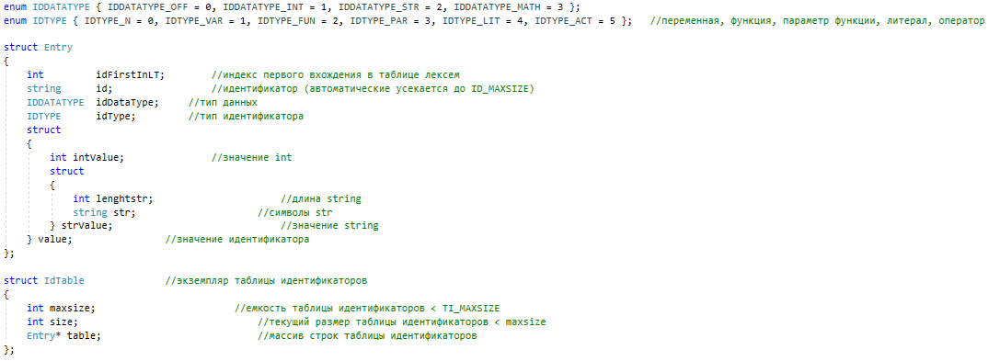 enum IDDATATYPE { IDDATATYPE_OFF = 0, IDDATATYPE_INT = 1, IDDATATYPE_STR = 2, IDDATATYPE_MATH = 3 };
enum IDTYPE { IDTYPE_N = 0, IDTYPE_VAR = 1, IDTYPE_FUN = 2, IDTYPE_PAR = 3, IDTYPE_LIT = 4, IDTYPE_ACT = 5 };   //переменная, функция, параметр функции, литерал, оператор
struct Entry
{
    int         idFirstInLT;        //индекс первого вхождения в таблице лексем
    string      id;                 //идентификатор (автоматические усекается до ID_MAXSIZE)
    IDDATATYPE  idDataType;     //тип данных
    IDTYPE      idType;         //тип идентификатора
    struct
    {
        int intValue;               //значение int
        struct
        {
            int lenghtstr;                      //длина string
            string str;                     //символы str
        } strValue;                             //значение string
    } value;                //значение идентификатора
};
struct IdTable              //экземпляр таблицы идентификаторов
{
    int maxsize;                        //емкость таблицы идентификаторов < TI_MAXSIZE
    int size;                               //текущий размер таблицы идентификаторов < maxsize
    Entry* table;                           //массив строк таблицы идентификаторов
};